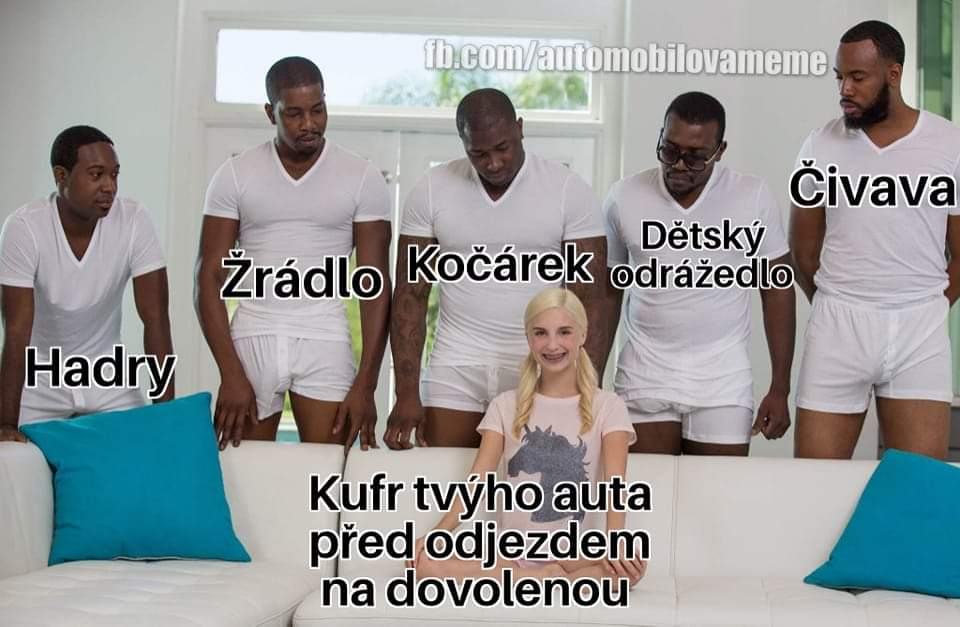 fb.com/automobilovameme
Čivava
Dětský
odrážedlo
Kočárek
Žrádlo
Hadry
Kufr tvýho auta
před odjezdem
na dovolenou